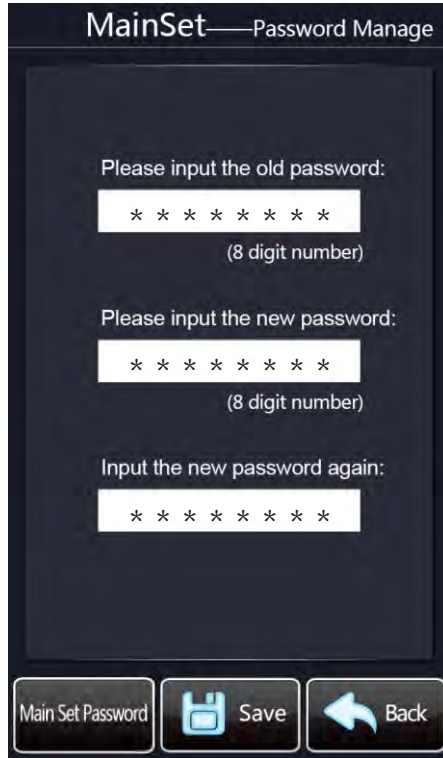 MainSet——Password Manage
Please input the old password:
* * * * * * * *
(8 digit number)
Please input the new password:
* * * * * * * *
(8 digit number)
Input the new password again:
* * * * * * * *
Main Set Password Save Back